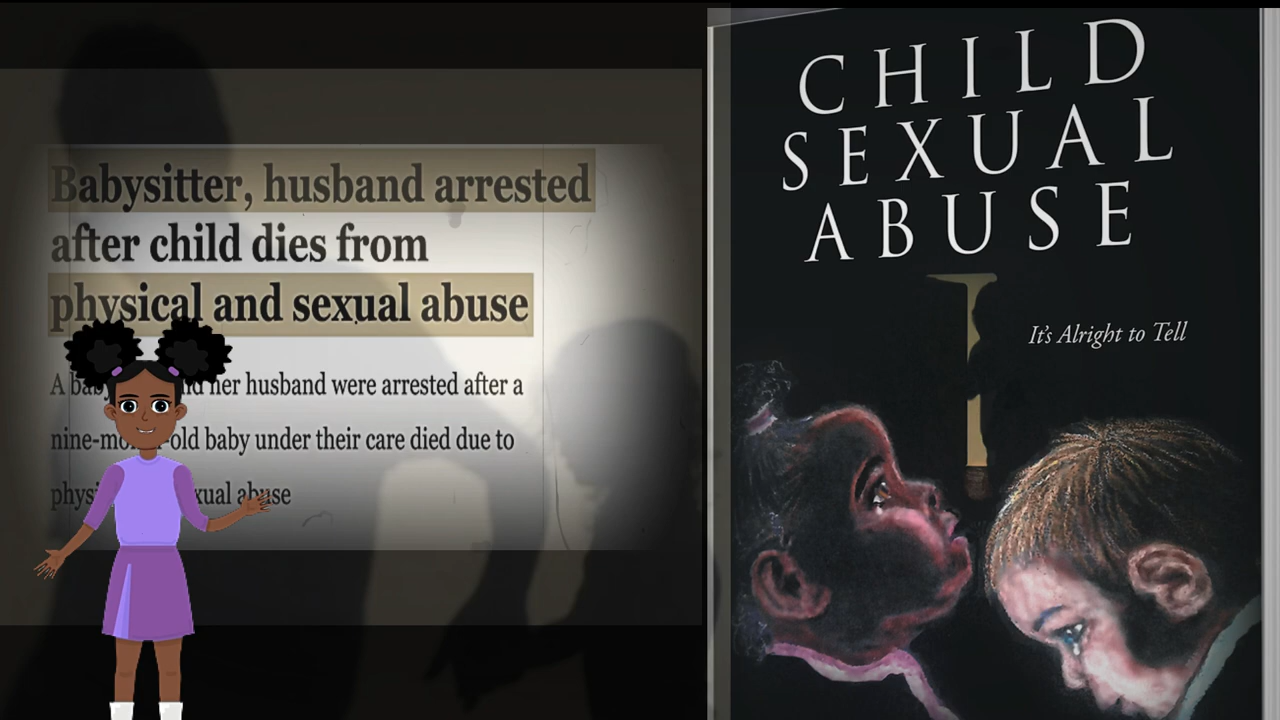 Babysitter, husband arrested
after child dies from
physical and sexual abuse
A her husband were arrested after a
old baby under their care died due to
abuse
CHILD
SEXUAL
ABUSE
It's Alright to Tell